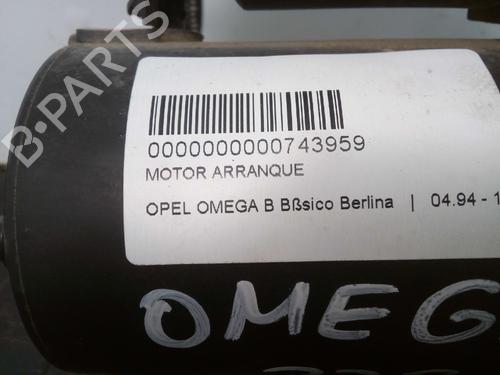 B-PARTS
0000000000743959
MOTOR ARRANQUE
OPEL OMEGA B Bßsico Berlina | 04.94 - 1
OMEG